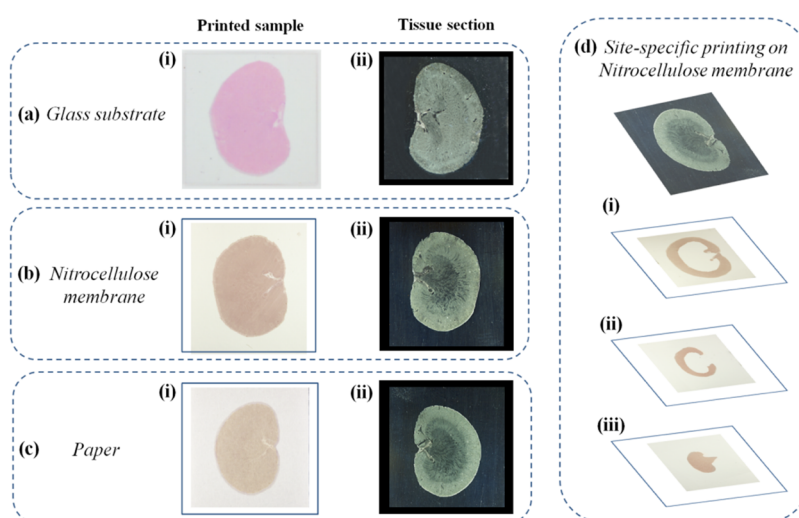 Printed sample
Tissue section
(a) Glass substrate
(i)
(ii)
(b) Nitrocellulose
membrane
(i)
(ii)
(c) Paper
(i)
(ii)
(d) Site-specific printing on
Nitrocellulose membrane
(i)
(ii)
(iii)